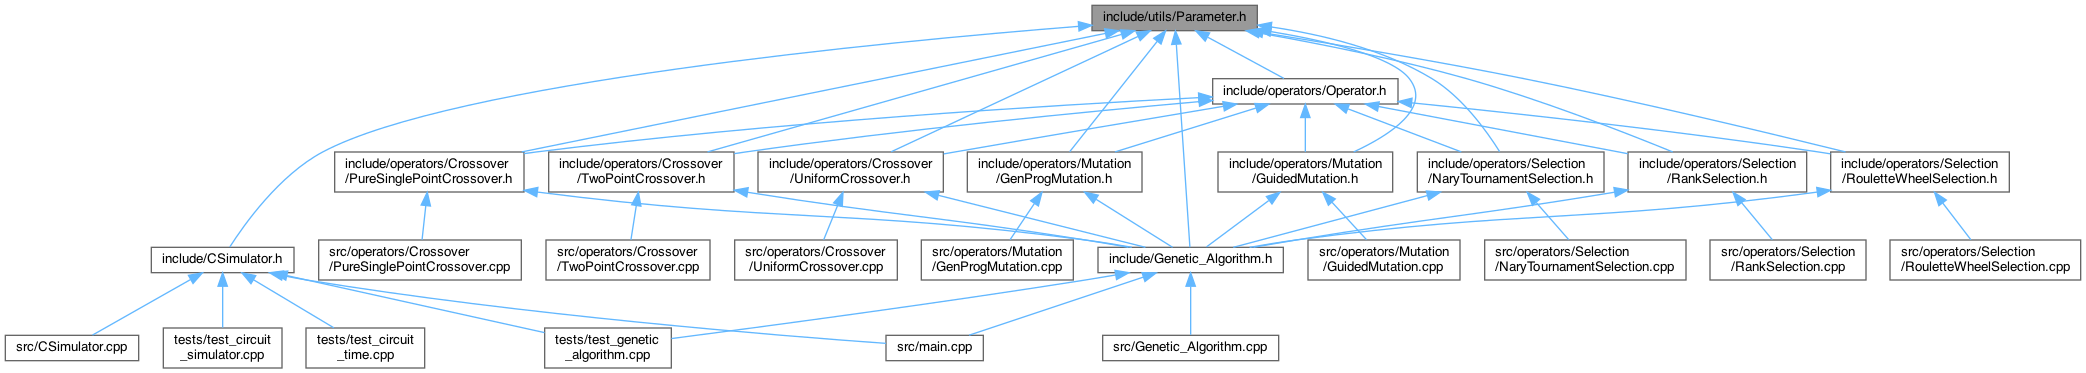 include/utils/Parameter.h
include/operators/Operator.h
include/operators/Crossover
/PureSinglePointCrossover.h
include/operators/Crossover
/TwoPointCrossover.h
include/operators/Crossover
/UniformCrossover.h
include/operators/Mutation
/GenProgMutation.h
include/operators/Mutation
/GuidedMutation.h
include/operators/Selection
/NaryTournamentSelection.h
include/operators/Selection
/RankSelection.h
include/operators/Selection
/RouletteWheelSelection.h
include/CSimulator.h
src/operators/Crossover
/PureSinglePointCrossover.cpp
src/operators/Crossover
/TwoPointCrossover.cpp
src/operators/Crossover
/UniformCrossover.cpp
src/operators/Mutation
/GenProgMutation.cpp
include/Genetic_Algorithm.h
src/operators/Mutation
/GuidedMutation.cpp
src/operators/Selection
/NaryTournamentSelection.cpp
src/operators/Selection
/RankSelection.cpp
src/operators/Selection
/RouletteWheelSelection.cpp
src/CSimulator.cpp
tests/test_circuit
_simulator.cpp
tests/test_circuit
_time.cpp
tests/test_genetic
_algorithm.cpp
src/main.cpp
src/Genetic_Algorithm.cpp